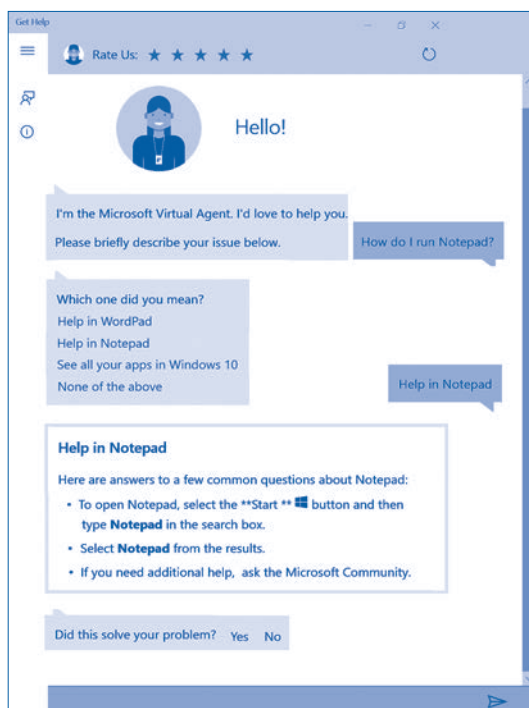 Get Help
Rate Us:
Hello!
I'm the Microsoft Virtual Agent. I'd love to help you.
Please briefly describe your issue below.
How do I run Notepad?
Which one did you mean?
Help in WordPad
Help in Notepad
See all your apps in Windows 10
None of the above
Help in Notepad
Help in Notepad
Here are answers to a few common questions about Notepad:
• To open Notepad, select the **Start ** button and then
type Notepad in the search box.
• Select Notepad from the results.
• If you need additional help, ask the Microsoft Community.
Did this solve your problem? Yes No